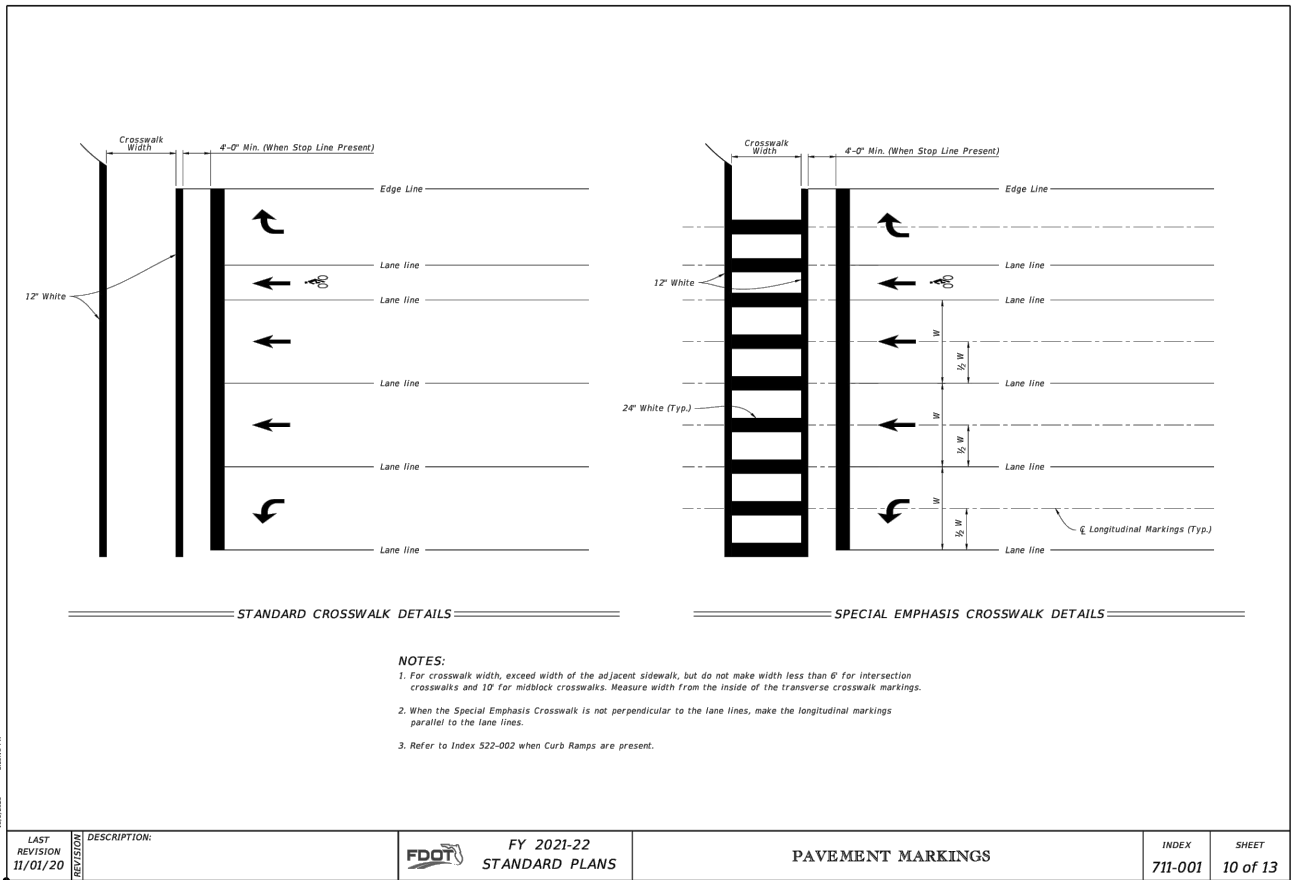 Crosswalk
Width
4'-0" Min. (When Stop Line Present)
Edge Line
Lane line
12" White
Lane line
Lane line
Lane line
Lane line
STANDARD CROSSWALK DETAILS
Crosswalk
Width
4'-0" Min. (When Stop Line Present)
Edge Line
Lane line
12" White
Lane line
W
½ W
Lane line
24" White (Typ.)
W
½ W
Lane line
W
½ W
℄ Longitudinal Markings (Typ.)
Lane line
SPECIAL EMPHASIS CROSSWALK DETAILS
NOTES:
1. For crosswalk width, exceed width of the adjacent sidewalk, but do not make width less than 6' for intersection
crosswalks and 10' for midblock crosswalks. Measure width from the inside of the transverse crosswalk markings.
2. When the Special Emphasis Crosswalk is not perpendicular to the lane lines, make the longitudinal markings
parallel to the lane lines.
3. Refer to Index 522-002 when Curb Ramps are present.
LAST
REVISION
11/01/20
REVISION
DESCRIPTION:
FDOT
FY 2021-22
STANDARD PLANS
PAVEMENT MARKINGS
INDEX
711-001
SHEET
10 of 13